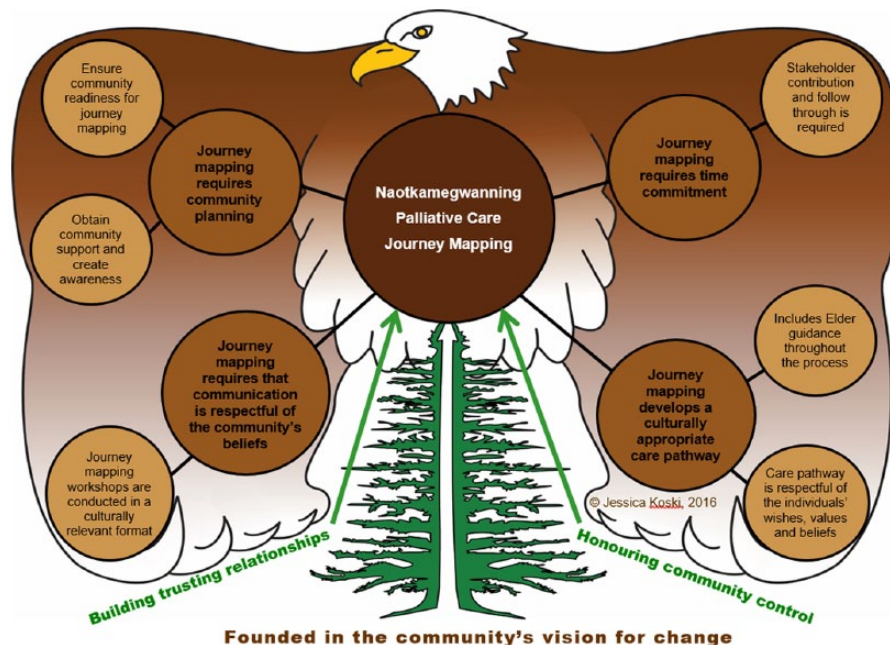 Ensure
community
readiness for
journey
mapping
Journey
mapping
requires
community
planning
Obtain
community
support and
create
awareness
Naotkamegwanning
Palliative Care
Journey Mapping
Journey
mapping
requires time
commitment
Stakeholder
contribution
and follow
through is
required
Journey
mapping
requires that
communication
is respectful of
the community's
beliefs
Journey
mapping
workshops are
conducted in a
culturally
relevant format
Includes Elder
guidance
throughout
the process
Journey
mapping
develops a
culturally
appropriate
care pathway
Care pathway
is respectful of
the individuals'
wishes, values
and beliefs
© Jessica Koski, 2016
Building trusting relationships
Honouring community control
Founded in the community's vision for change